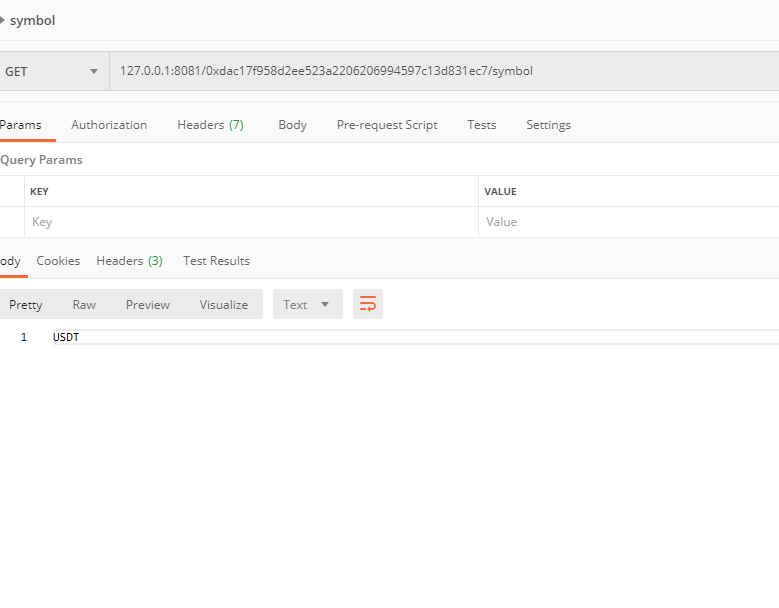 symbol
GET 127.0.0.1:8081/0xdac17f958d2ee523a2206206994597c13d831ec7/symbol
Params Authorization Headers (7) Body Pre-request Script Tests Settings
Query Params
KEY VALUE
Key Value
ody Cookies Headers (3) Test Results
Pretty Raw Preview Visualize Text
1 USDT